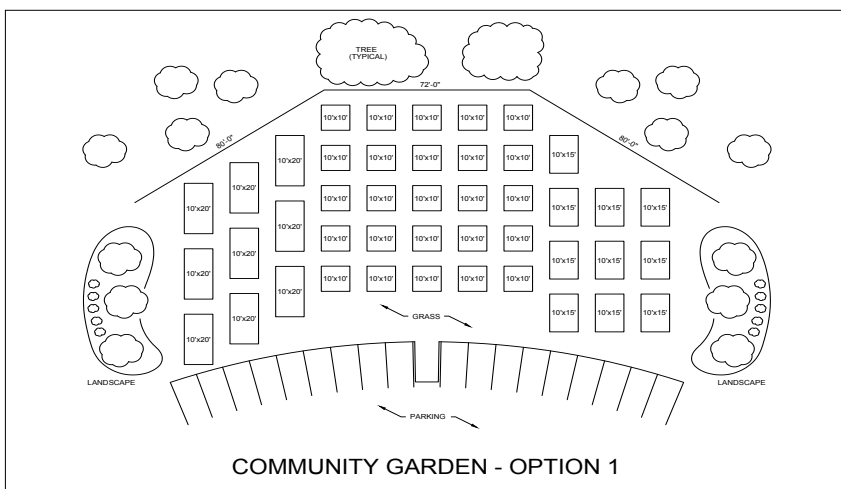 TREE
(TYPICAL)
72'-0"
80'-0"
80'-0"
10'x10' 10'x10' 10'x10' 10'x10' 10'x10'
10'x20' 10'x10' 10'x10' 10'x10' 10'x10' 10'x10' 10'x15'
10'x20'
10'x20' 10'x10' 10'x10' 10'x10' 10'x10' 10'x10' 10'x15' 10'x15' 10'x15'
10'x20'
10'x20' 10'x10' 10'x10' 10'x10' 10'x10' 10'x10'
10'x20' 10'x15' 10'x15' 10'x15'
10'x20' 10'x10' 10'x10' 10'x10' 10'x10' 10'x10'
10'x20' 10'x15' 10'x15' 10'x15'
10'x20'
GRASS
LANDSCAPE
LANDSCAPE
PARKING
COMMUNITY GARDEN - OPTION 1